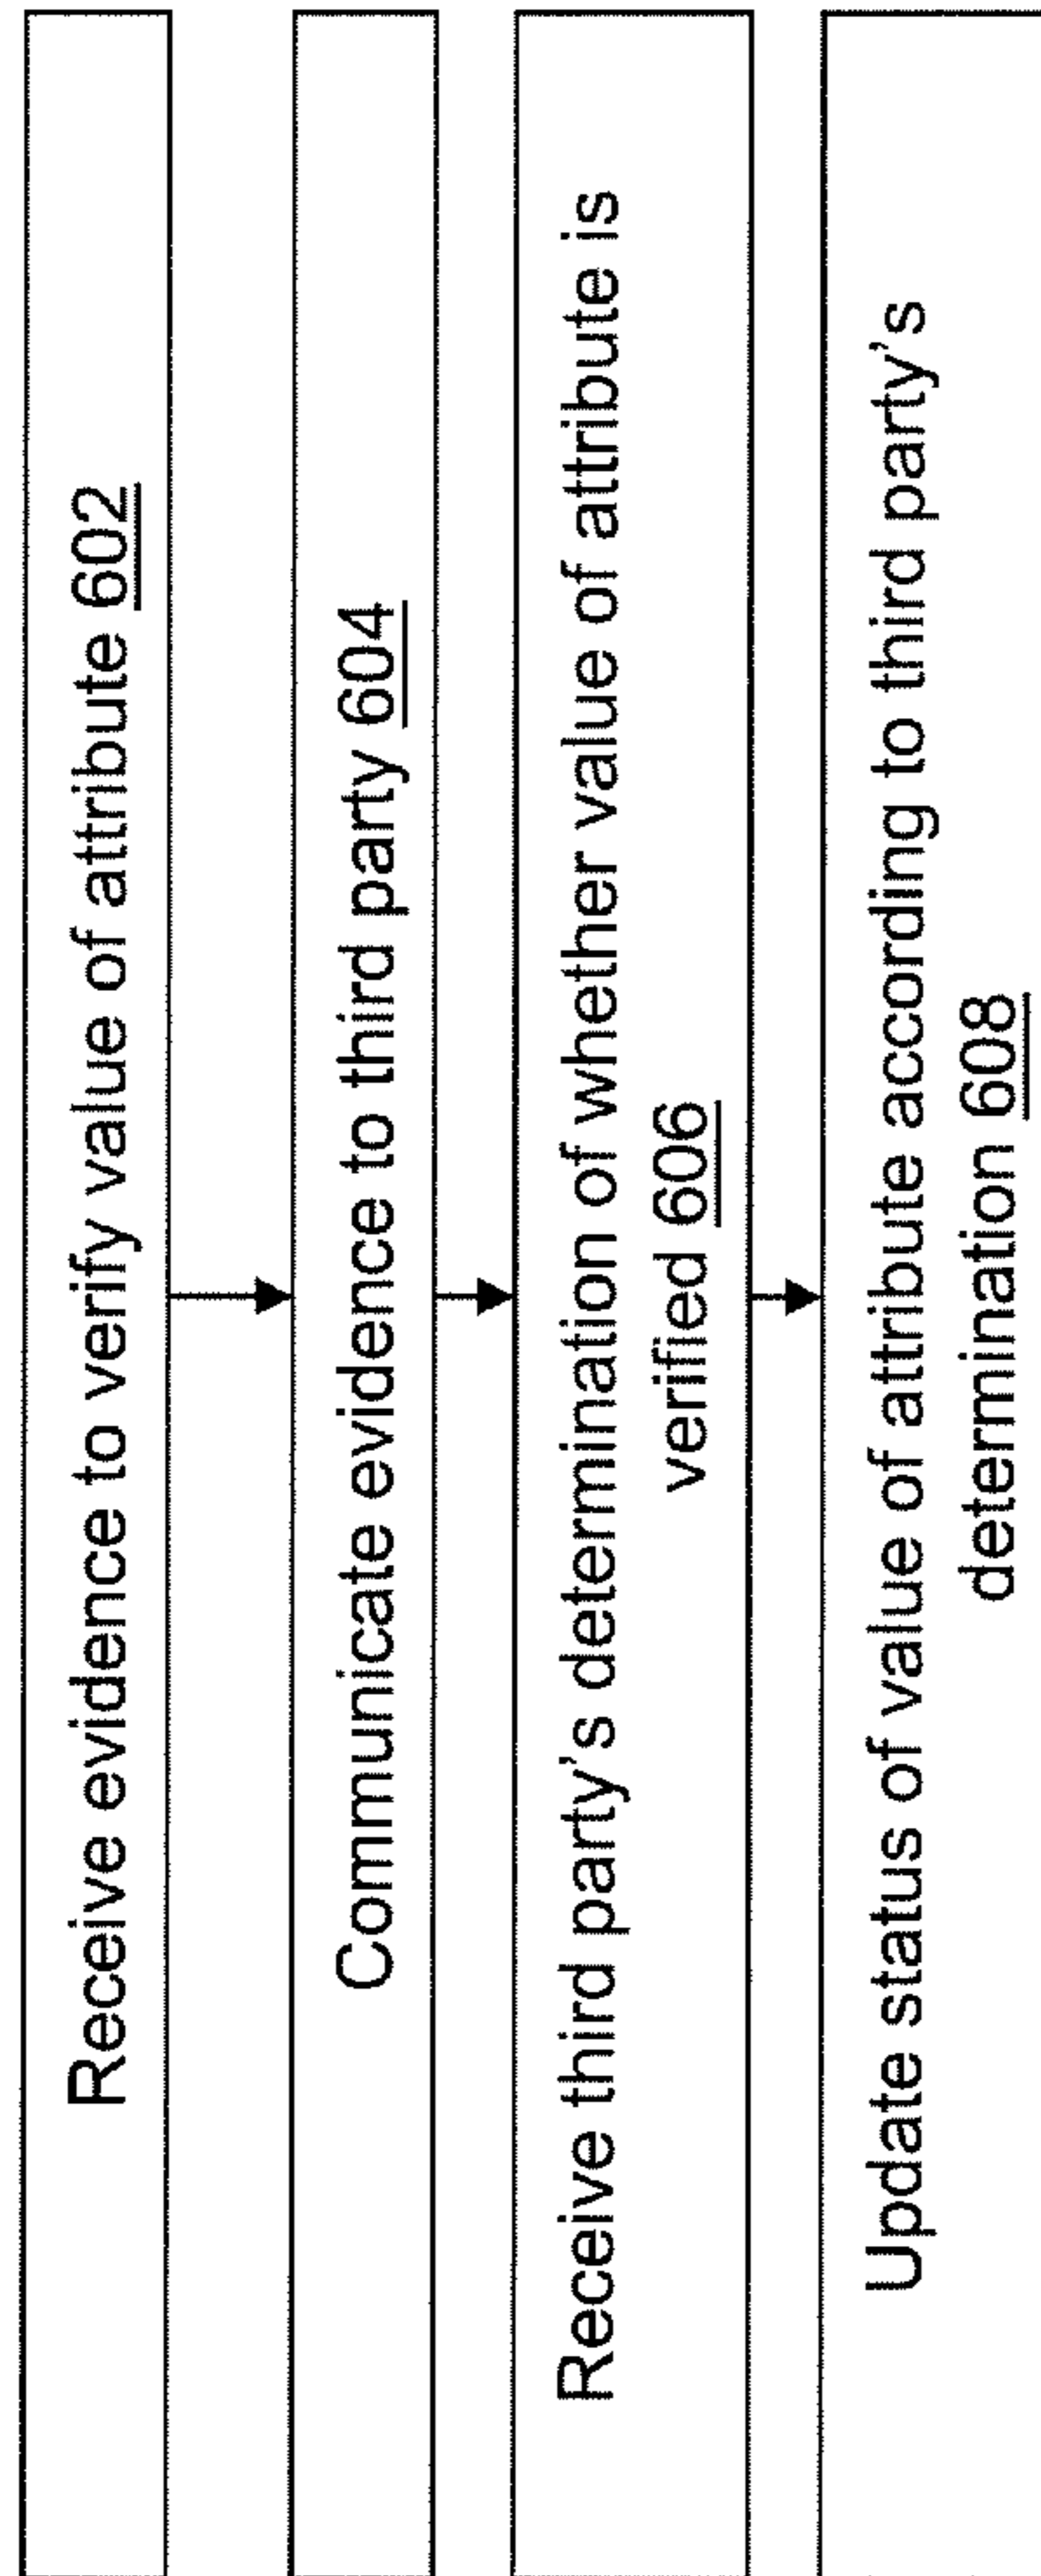 Receive evidence to verify value of attribute 602
Communicate evidence to third party 604
Receive third party's determination of whether value of attribute is
verified 606
Update status of value of attribute according to third party's
determination 608